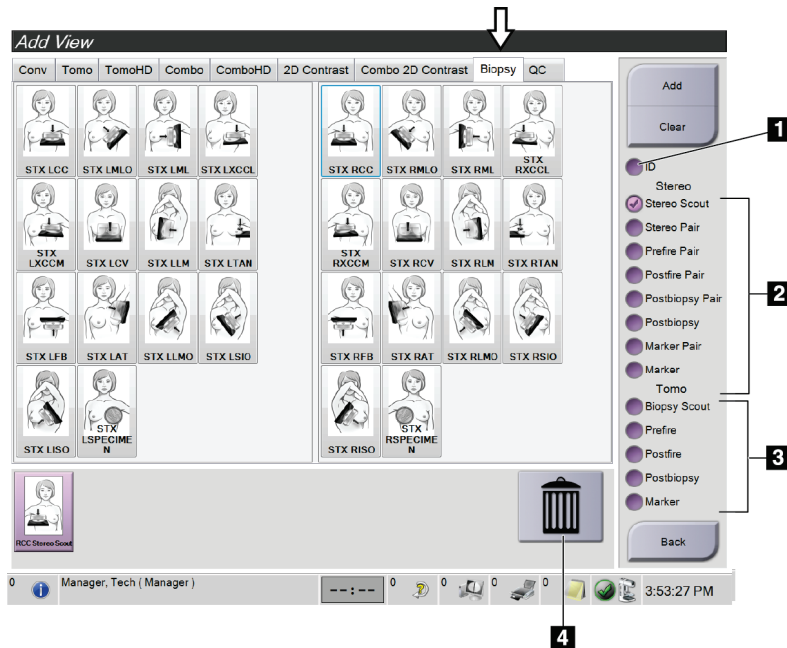 Add View
Conv Tomo TomoHD Combo ComboHD 2D Contrast Combo 2D Contrast Biopsy QC
STX LCC STX LMLO STX LML STX LXCCL
STX RCC STX RMLO STX RML STX
RXCCL
STX
LXCCM STX LCV STX LLM STX LTAN
STX
RXCCM STX RCV STX RLM STX RTAN
STX LFB STX LAT STX LLMO STX LSIO
STX RFB STX RAT STX RLMO STX RSIO
STX LISO STX
LSPECIME
N
STX RISO STX
RSPECIME
N
Add
Clear
ID
Stereo
Stereo Scout
Stereo Pair
Prefire Pair
Postfire Pair
Postbiopsy Pair
Postbiopsy
Marker Pair
Marker
Tomo
Biopsy Scout
Prefire
Postfire
Postbiopsy
Marker
Back
1
2
3
RCC Stereo Scout
0 Manager, Tech ( Manager ) --:-- 0 0 0 0 3:53:27 PM
4